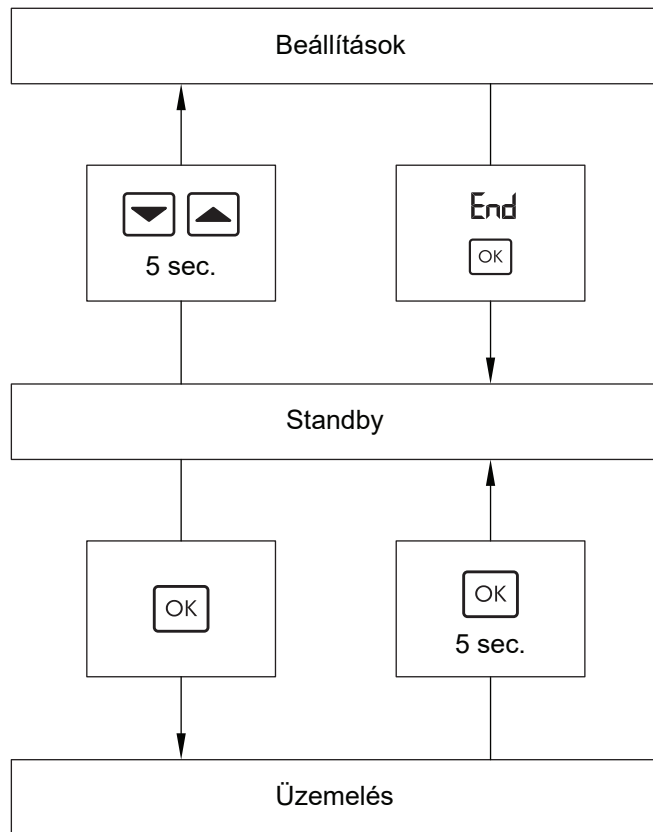 Beállítások
5 sec.
End
OK
Standby
OK
OK
5 sec.
Üzemelés